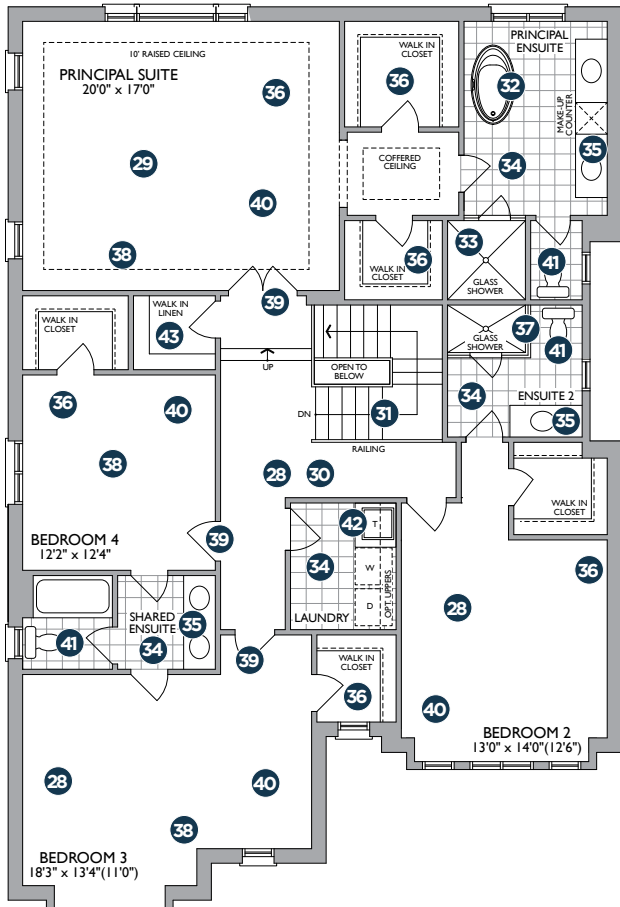 10' RAISED CEILING
PRINCIPAL SUITE
20'0" x 17'0"
36
29
40
38
WALK IN
CLOSET
36
COFFERED
CEILING
36
WALK IN
CLOSET
PRINCIPAL
ENSUITE
32
MAKE-UP
COUNTER
35
34
33
GLASS
SHOWER
41
39
WALK IN
CLOSET
WALK IN
LINEN
43
UP
OPEN TO
BELOW
DN
31
RAILING
37
GLASS
SHOWER
41
34
ENSUITE 2
35
36
40
38
28
30
WALK IN
CLOSET
BEDROOM 4
12'2" x 12'4"
39
42
T
34
W
D
OPT. UPPERS
LAUNDRY
36
28
SHARED
ENSUITE
35
41
34
39
WALK IN
CLOSET
36
40
BEDROOM 2
13'0" x 14'0"(12'6")
28
40
38
BEDROOM 3
18'3" x 13'4"(11'0")